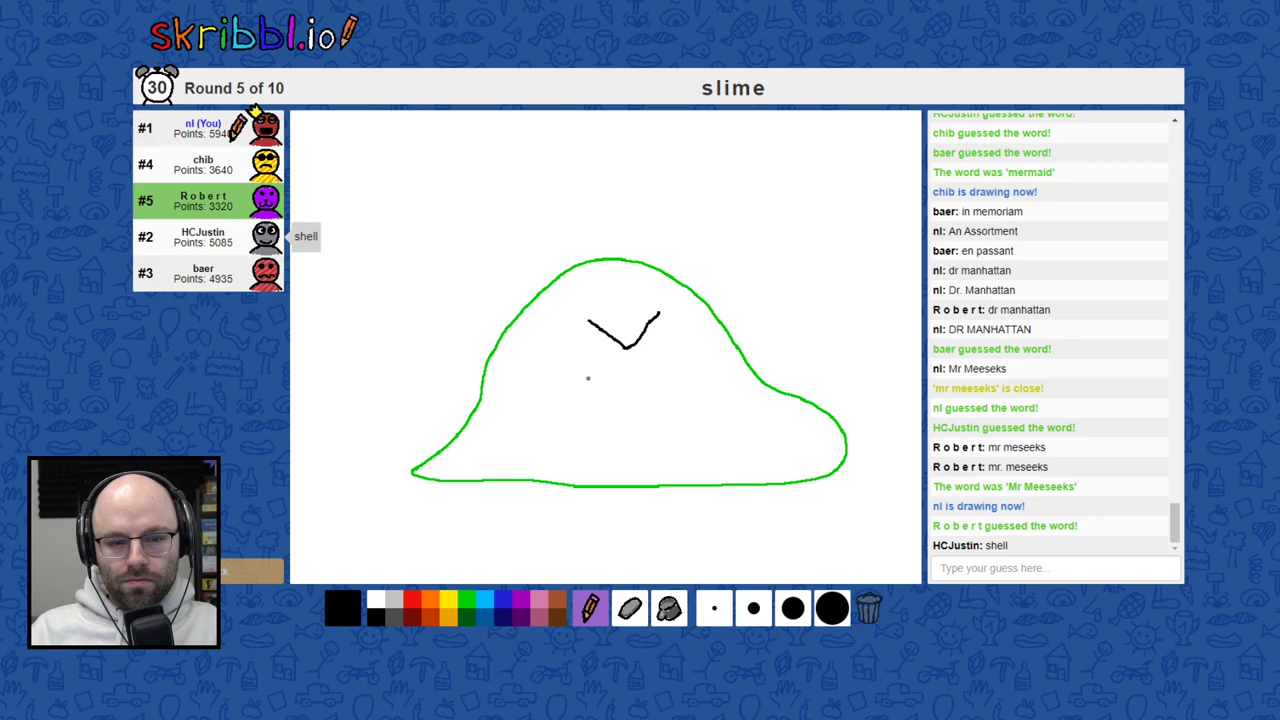 skribbl.io
30
Round 5 of 10
slime
#1
nl (You)
Points: 5940
#4
chib
Points: 3640
#5
R o b e r t
Points: 3320
#2
HCJustin
Points: 5085
shell
#3
baer
Points: 4935
HCJustin guessed the word!
chib guessed the word!
baer guessed the word!
The word was 'mermaid'
chib is drawing now!
baer: in memoriam
nl: An Assortment
baer: en passant
nl: dr manhattan
nl: Dr. Manhattan
R o b e r t: dr manhattan
nl: DR MANHATTAN
baer guessed the word!
nl: Mr Meeseks
'mr meeseks' is close!
nl guessed the word!
HCJustin guessed the word!
R o b e r t: mr meseeks
R o b e r t: mr. meseeks
The word was 'Mr Meeseeks'
nl is drawing now!
R o b e r t guessed the word!
HCJustin: shell
Type your guess here...